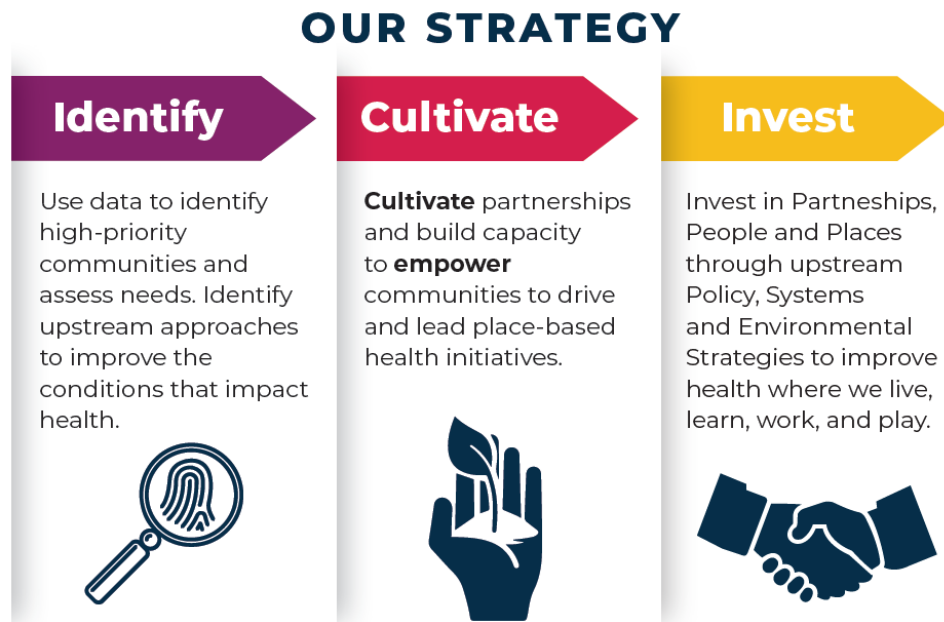 OUR STRATEGY
Identify
Use data to identify
high-priority
communities and
assess needs. Identify
upstream approaches
to improve the
conditions that impact
health.
Cultivate
Cultivate partnerships
and build capacity
to empower
communities to drive
and lead place-based
health initiatives.
Invest
Invest in Partneships,
People and Places
through upstream
Policy, Systems
and Environmental
Strategies to improve
health where we live,
learn, work, and play.